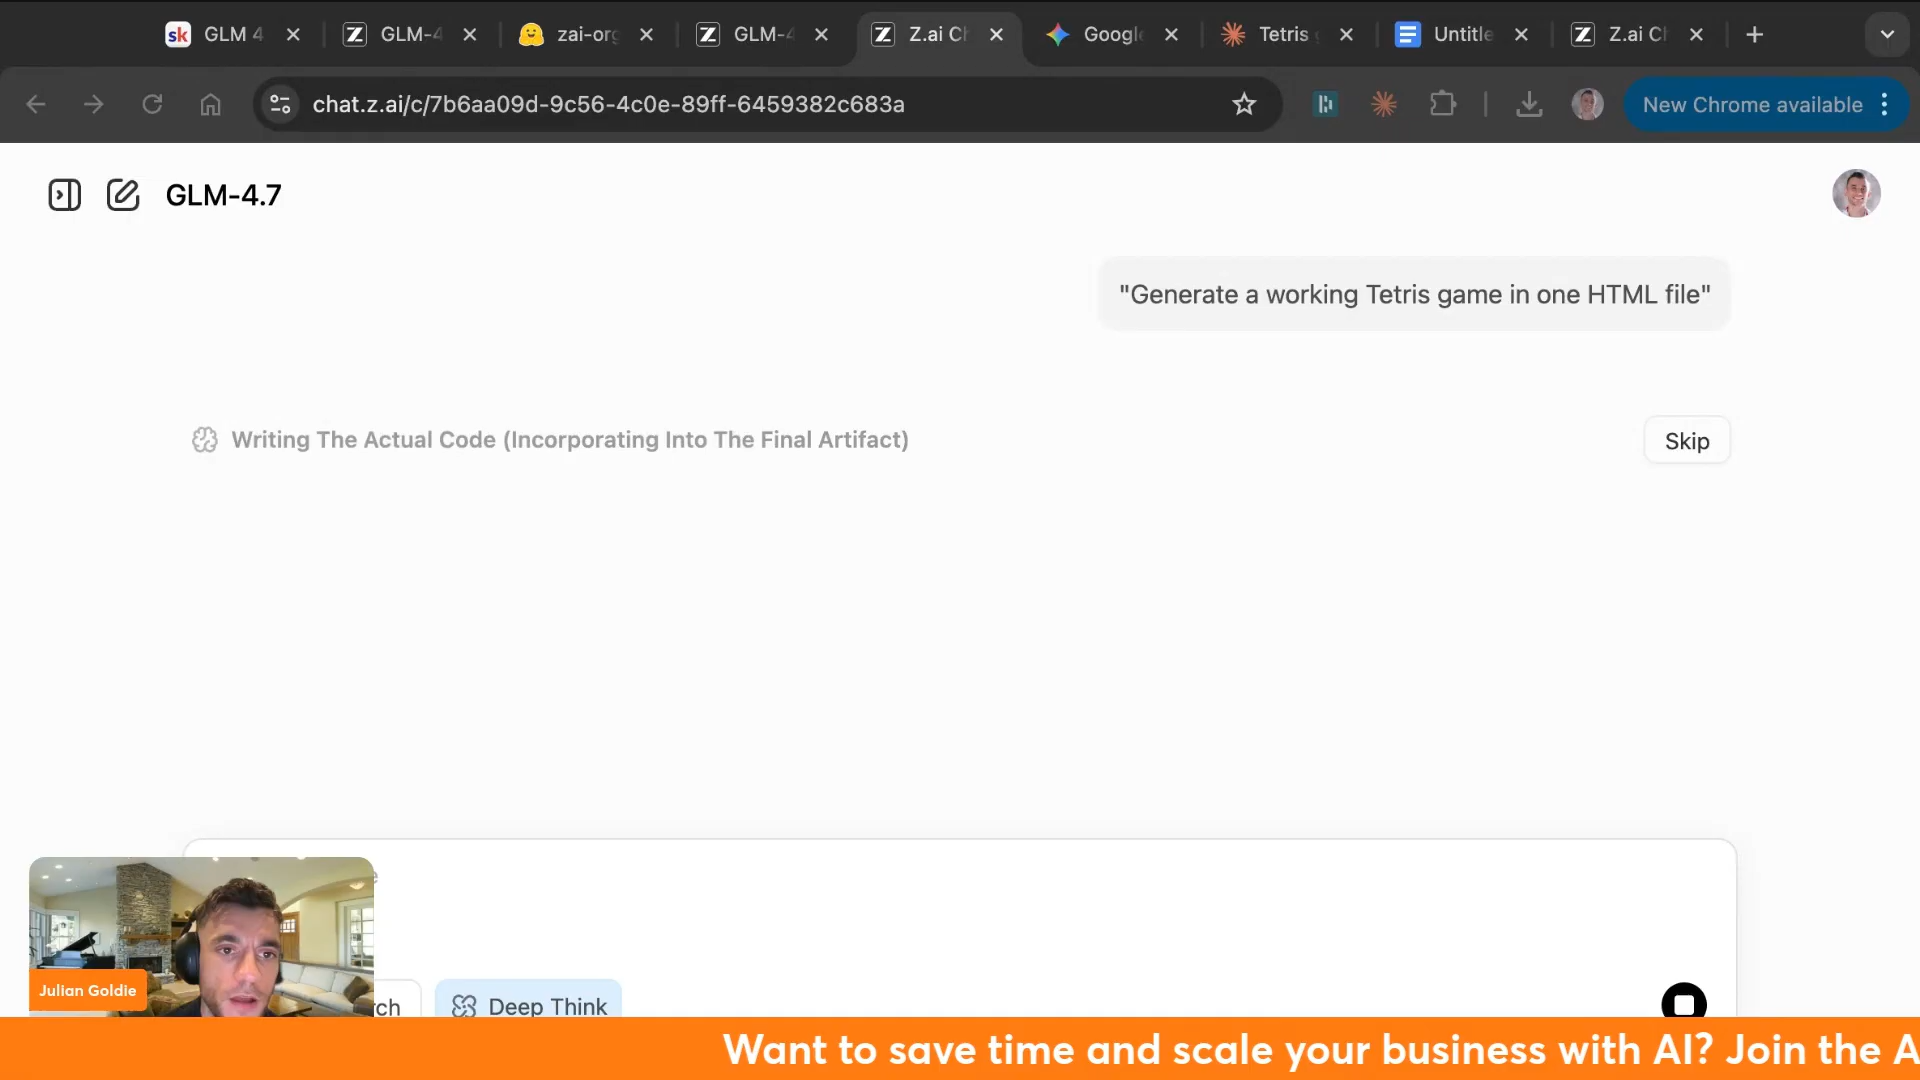 GLM 4
GLM-4
zai-org
GLM-4
Z.ai Ch
Google
Tetris
Untitle
Z.ai Ch
chat.z.ai/c/7b6aa09d-9c56-4c0e-89ff-6459382c683a
New Chrome available
GLM-4.7
"Generate a working Tetris game in one HTML file"
Writing The Actual Code (Incorporating Into The Final Artifact)
Skip
Julian Goldie
rch
Deep Think
Want to save time and scale your business with AI? Join the A